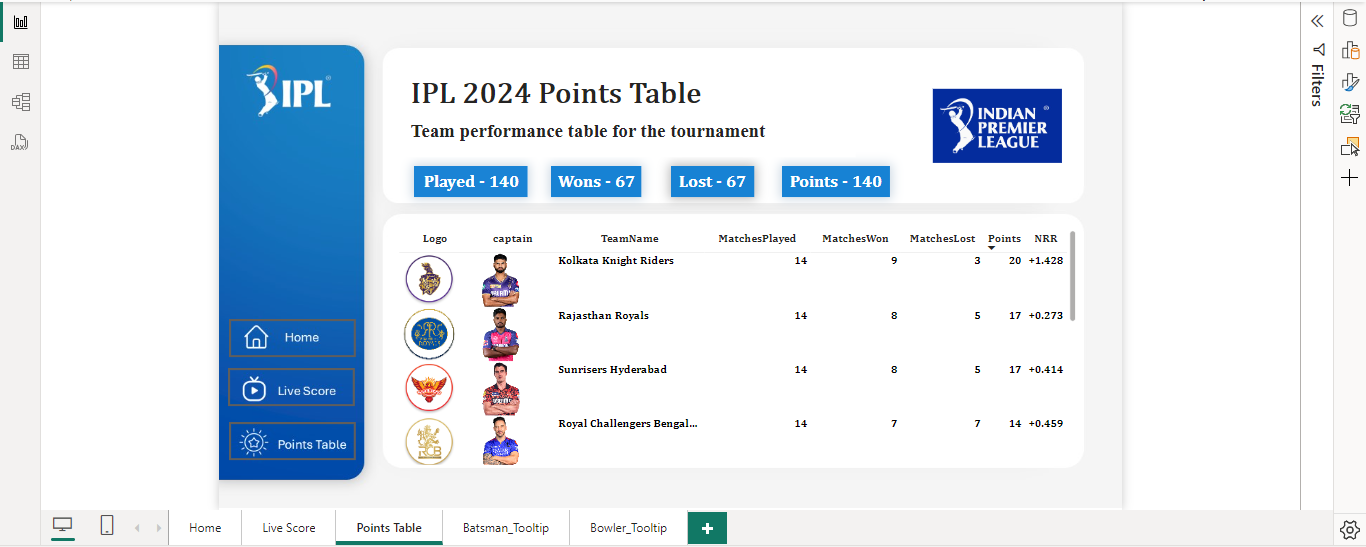 IPL
IPL 2024 Points Table
Team performance table for the tournament
INDIAN
PREMIER
LEAGUE
Played - 140 Wons - 67 Lost - 67 Points - 140
Logo captain TeamName MatchesPlayed MatchesWon MatchesLost Points NRR
Kolkata Knight Riders 14 9 3 20 +1.428
Rajasthan Royals 14 8 5 17 +0.273
Sunrisers Hyderabad 14 8 5 17 +0.414
Royal Challengers Bengal... 14 7 7 14 +0.459
Home
Live Score
Points Table
Filters
DAX
Home Live Score Points Table Batsman_Tooltip Bowler_Tooltip